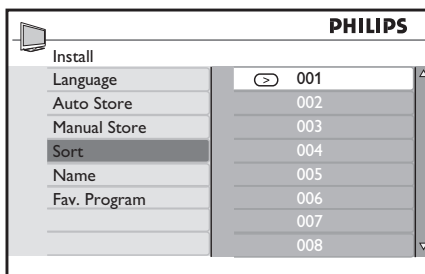 PHILIPS
Install
Language
Auto Store
Manual Store
Sort
Name
Fav. Program
001
002
003
004
005
006
007
008